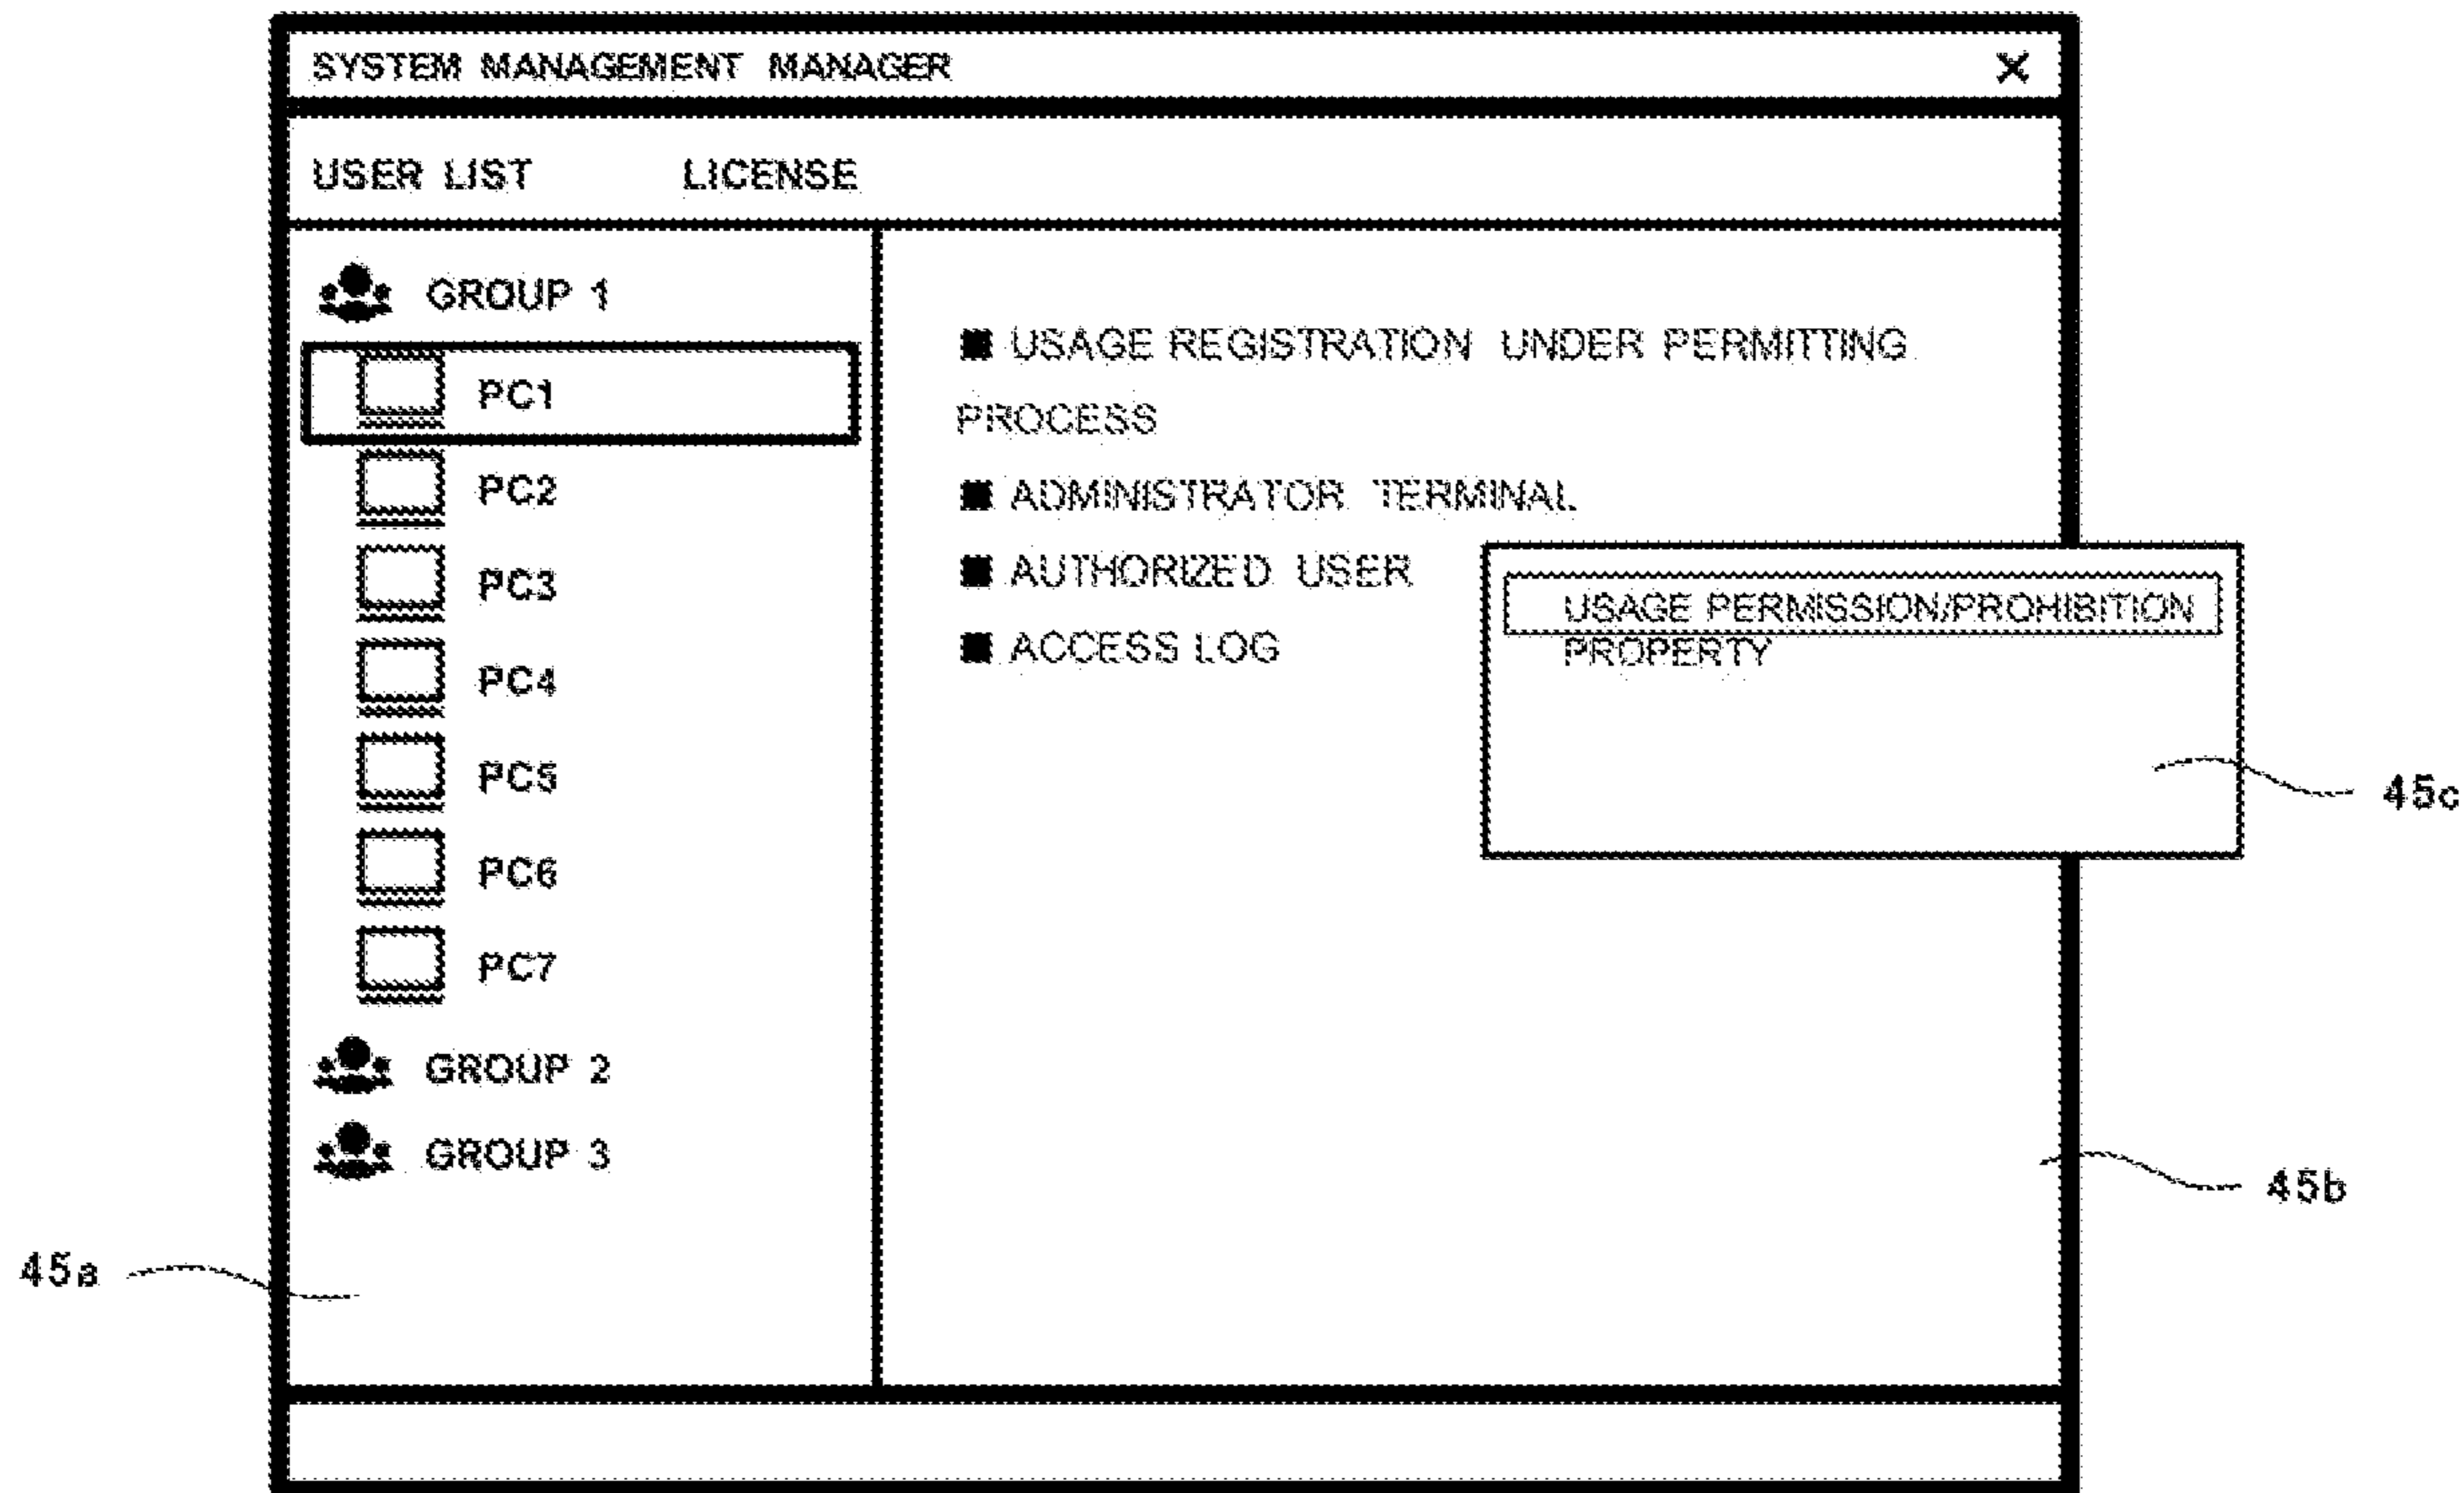 SYSTEM MANAGEMENT MANAGER ×
USER LIST LICENSE
GROUP 1
PC1
PC2
PC3
PC4
PC5
PC6
PC7
GROUP 2
GROUP 3
■ USAGE REGISTRATION UNDER PERMITTING
PROCESS
■ ADMINISTRATOR TERMINAL
■ AUTHORIZED USER
■ ACCESS LOG
USAGE PERMISSION/PROHIBITION
PROPERTY
45c
45b
45a